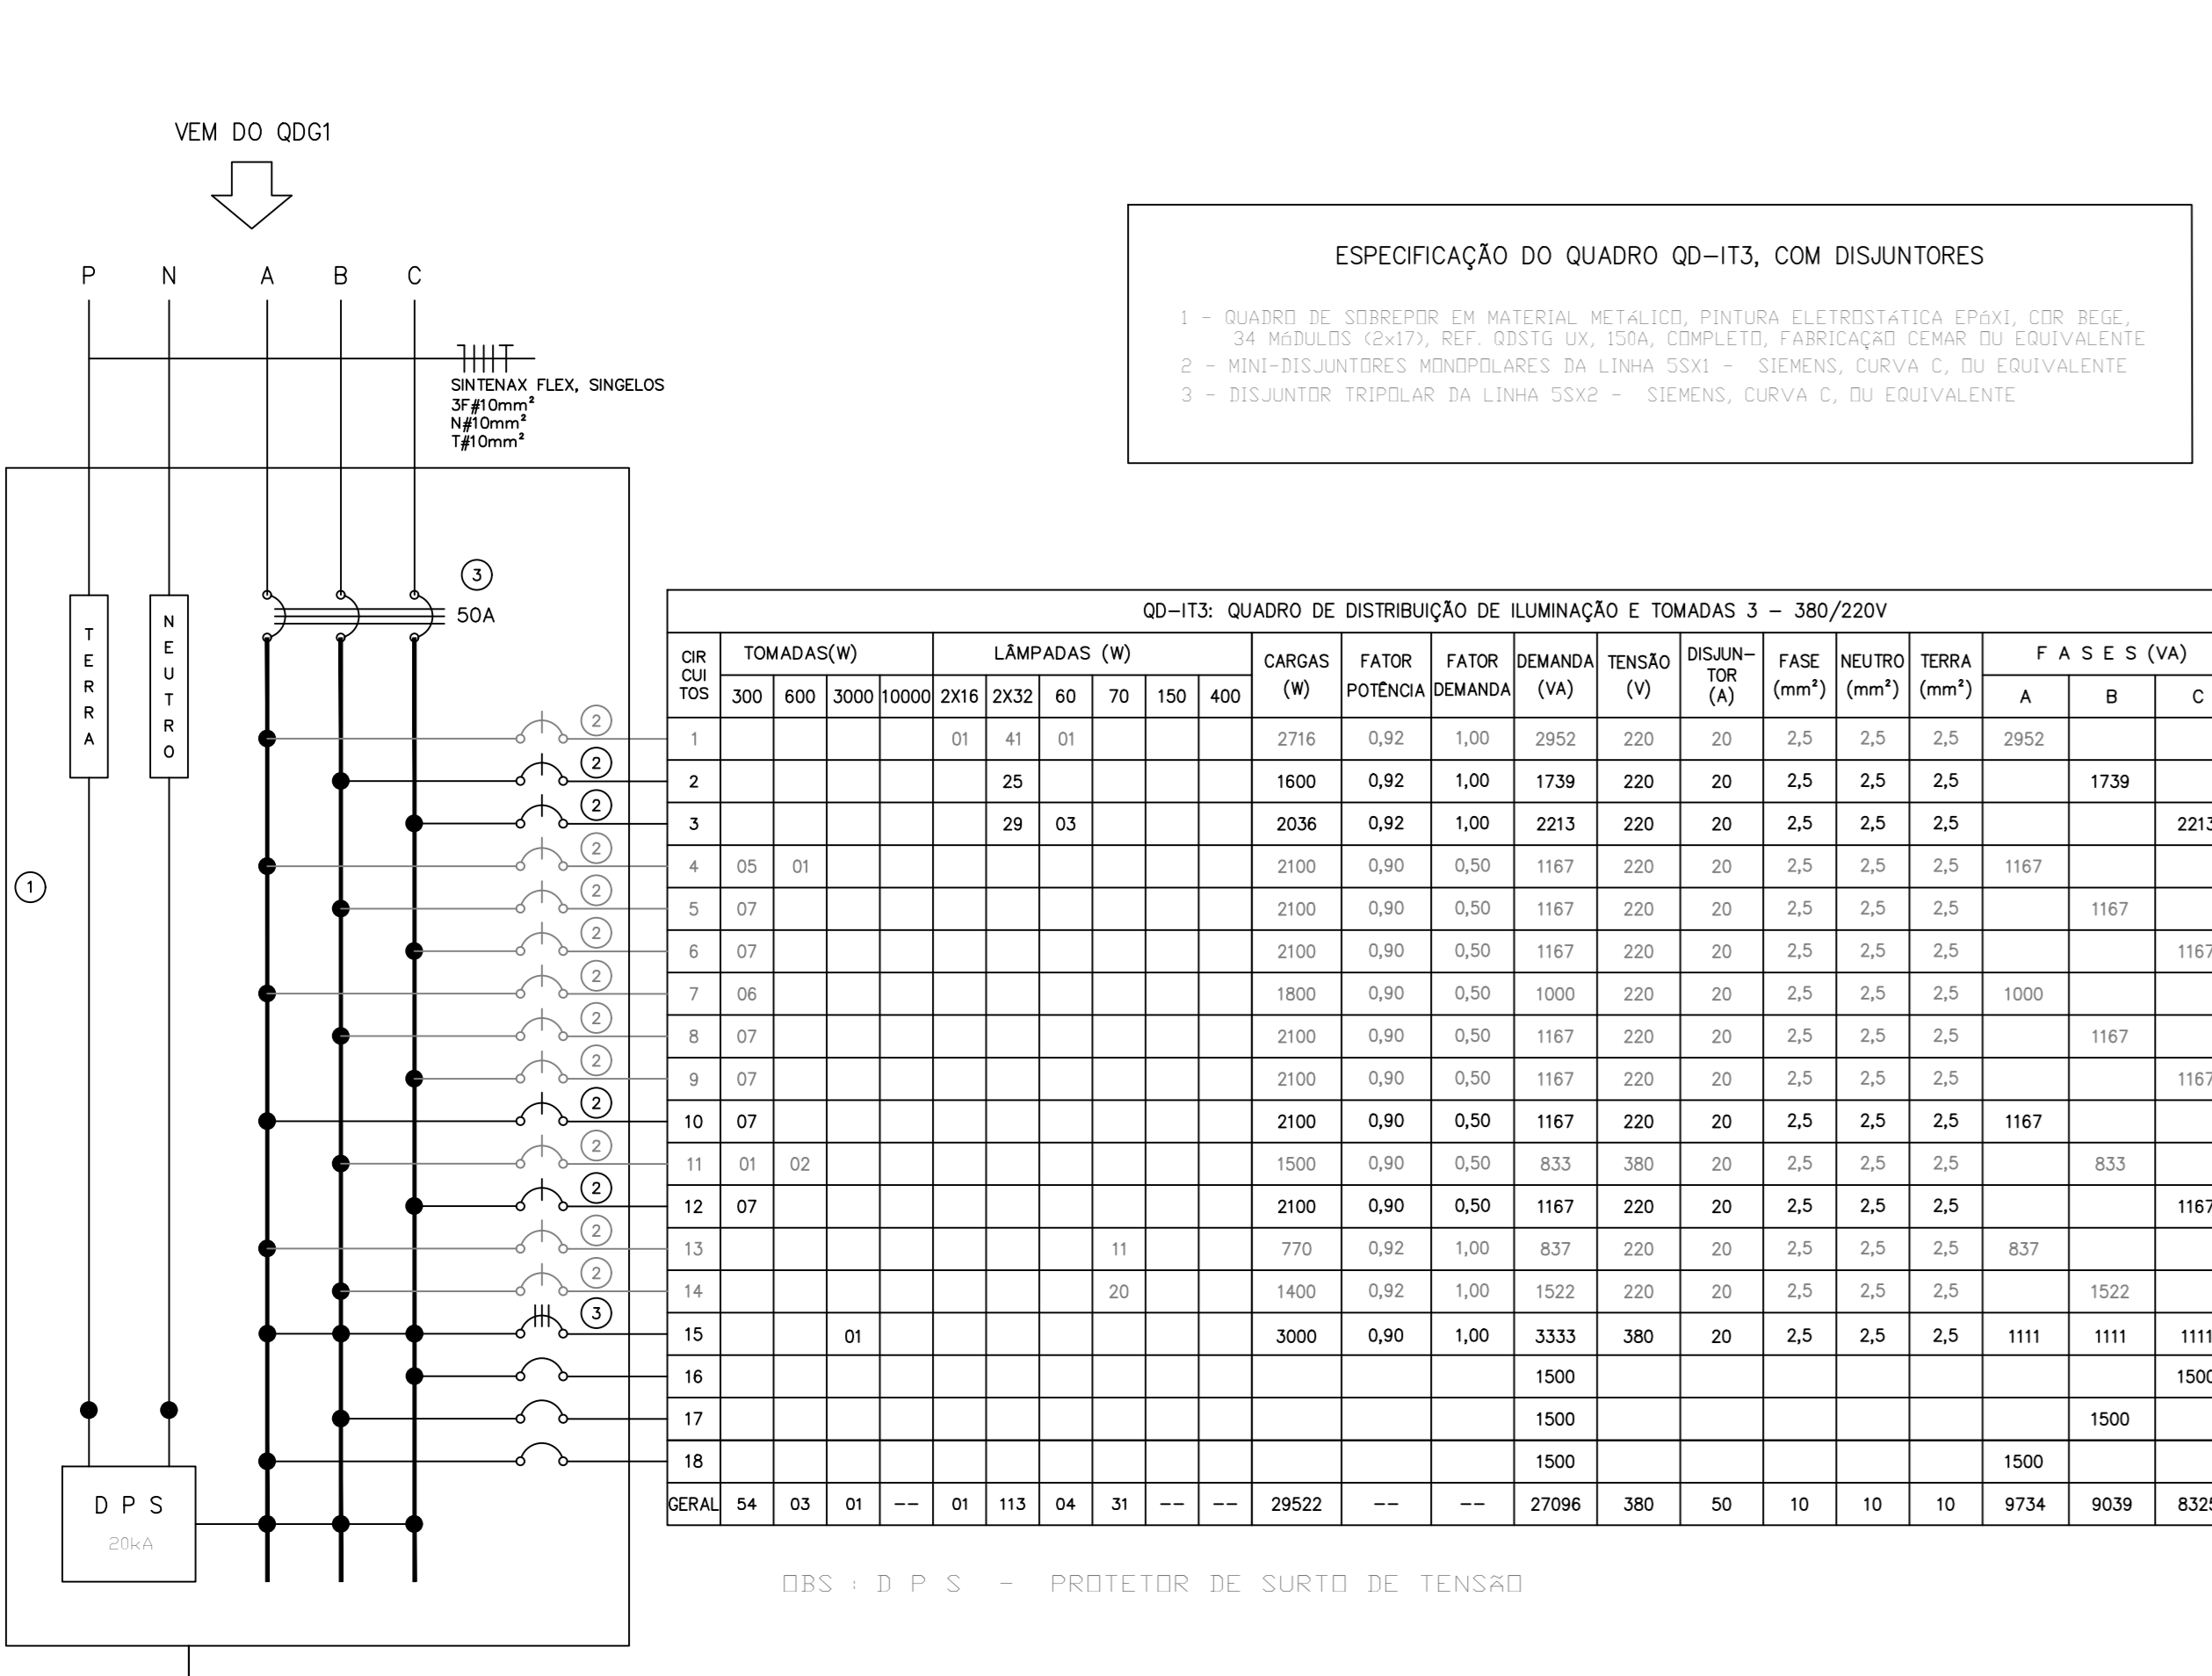 VEM DO QDG1
P N A B C
SINTENAX FLEX, SINGELOS
3F#10mm²
N#10mm²
T#10mm²
ESPECIFICAÇÃO DO QUADRO QD-IT3, COM DISJUNTORES
1 - QUADRO DE SOBREPOR EM MATERIAL METáLICO, PINTURA ELETROSTáTICA EPóXI, COR BEGE,
34 MóDULOS (2x17), REF. QDSTG UX, 150A, COMPLETO, FABRICAÇÃO CEMAR OU EQUIVALENTE
2 - MINI-DISJUNTORES MONOPOLARES DA LINHA 5SX1 - SIEMENS, CURVA C, OU EQUIVALENTE
3 - DISJUNTOR TRIPOLAR DA LINHA 5SX2 - SIEMENS, CURVA C, OU EQUIVALENTE
3
50A
TERRA
NEUTRO
1
2
2
2
2
2
2
2
2
2
2
2
2
2
2
3
D P S
20kA
QD-IT3: QUADRO DE DISTRIBUIÇÃO DE ILUMINAÇÃO E TOMADAS 3 - 380/220V
CIR CUI TOS TOMADAS(W) LÂMPADAS (W) CARGAS (W) FATOR POTÊNCIA FATOR DEMANDA DEMANDA (VA) TENSÃO (V) DISJUN- TOR (A) FASE (mm²) NEUTRO (mm²) TERRA (mm²) F A S E S (VA)
300 600 3000 10000 2X16 2X32 60 70 150 400 A B C
1 01 41 01 2716 0,92 1,00 2952 220 20 2,5 2,5 2,5 2952
2 25 1600 0,92 1,00 1739 220 20 2,5 2,5 2,5 1739
3 29 03 2036 0,92 1,00 2213 220 20 2,5 2,5 2,5 2213
4 05 01 2100 0,90 0,50 1167 220 20 2,5 2,5 2,5 1167
5 07 2100 0,90 0,50 1167 220 20 2,5 2,5 2,5 1167
6 07 2100 0,90 0,50 1167 220 20 2,5 2,5 2,5 1167
7 06 1800 0,90 0,50 1000 220 20 2,5 2,5 2,5 1000
8 07 2100 0,90 0,50 1167 220 20 2,5 2,5 2,5 1167
9 07 2100 0,90 0,50 1167 220 20 2,5 2,5 2,5 1167
10 07 2100 0,90 0,50 1167 220 20 2,5 2,5 2,5 1167
11 01 02 1500 0,90 0,50 833 380 20 2,5 2,5 2,5 833
12 07 2100 0,90 0,50 1167 220 20 2,5 2,5 2,5 1167
13 11 770 0,92 1,00 837 220 20 2,5 2,5 2,5 837
14 20 1400 0,92 1,00 1522 220 20 2,5 2,5 2,5 1522
15 01 3000 0,90 1,00 3333 380 20 2,5 2,5 2,5 1111 1111 1111
16 1500 1500
17 1500 1500
18 1500 1500
GERAL 54 03 01 -- 01 113 04 31 -- -- 29522 -- -- 27096 380 50 10 10 10 9734 9039
OBS : D P S - PROTETOR DE SURTO DE TENSÃO